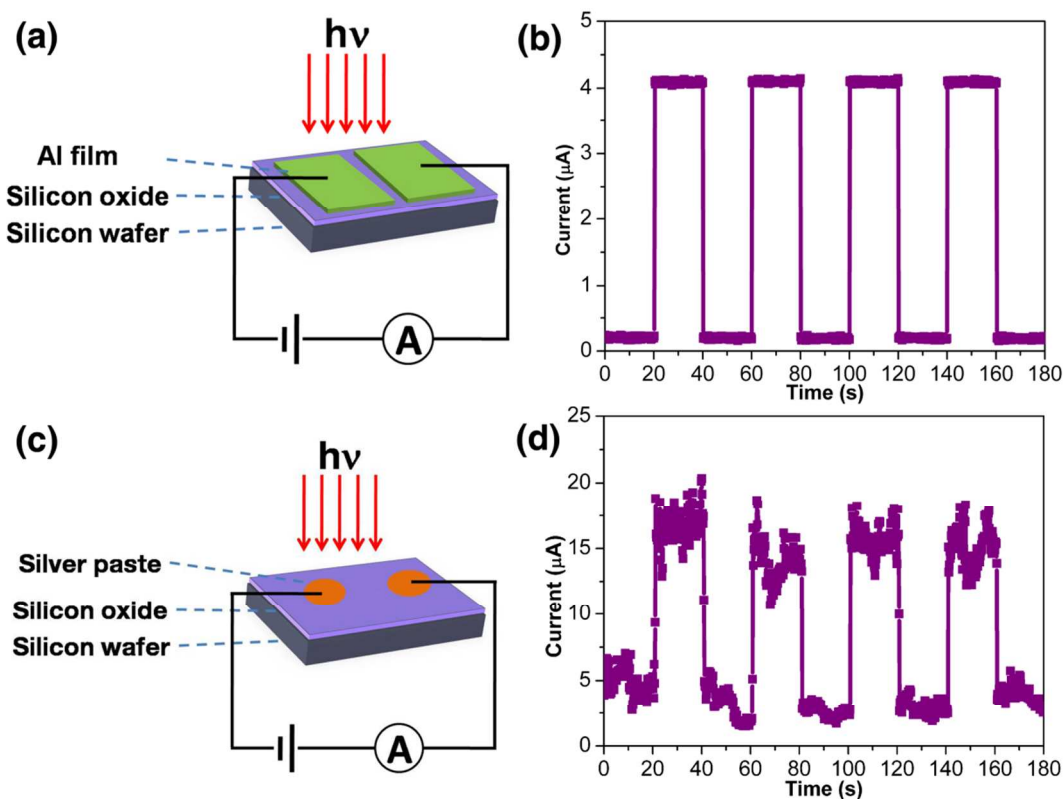 (a)
hν
Al film
Silicon oxide
Silicon wafer
A
(b)
Current (µA)
5
4
3
2
1
0
0 20 40 60 80 100 120 140 160 180
Time (s)
(c)
hν
Silver paste
Silicon oxide
Silicon wafer
A
(d)
Current (µA)
25
20
15
10
5
0
0 20 40 60 80 100 120 140 160 180
Time (s)